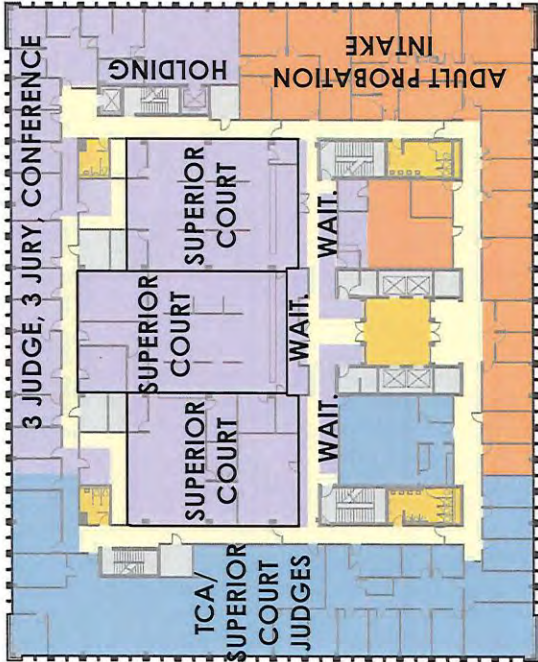 3 JUDGE, 3 JURY, CONFERENCE
HOLDING
ADULT PROBATION
INTAKE
SUPERIOR
COURT
SUPERIOR
COURT
SUPERIOR
COURT
WAIT.
WAIT.
WAIT.
TCA/
SUPERIOR
COURT
JUDGES